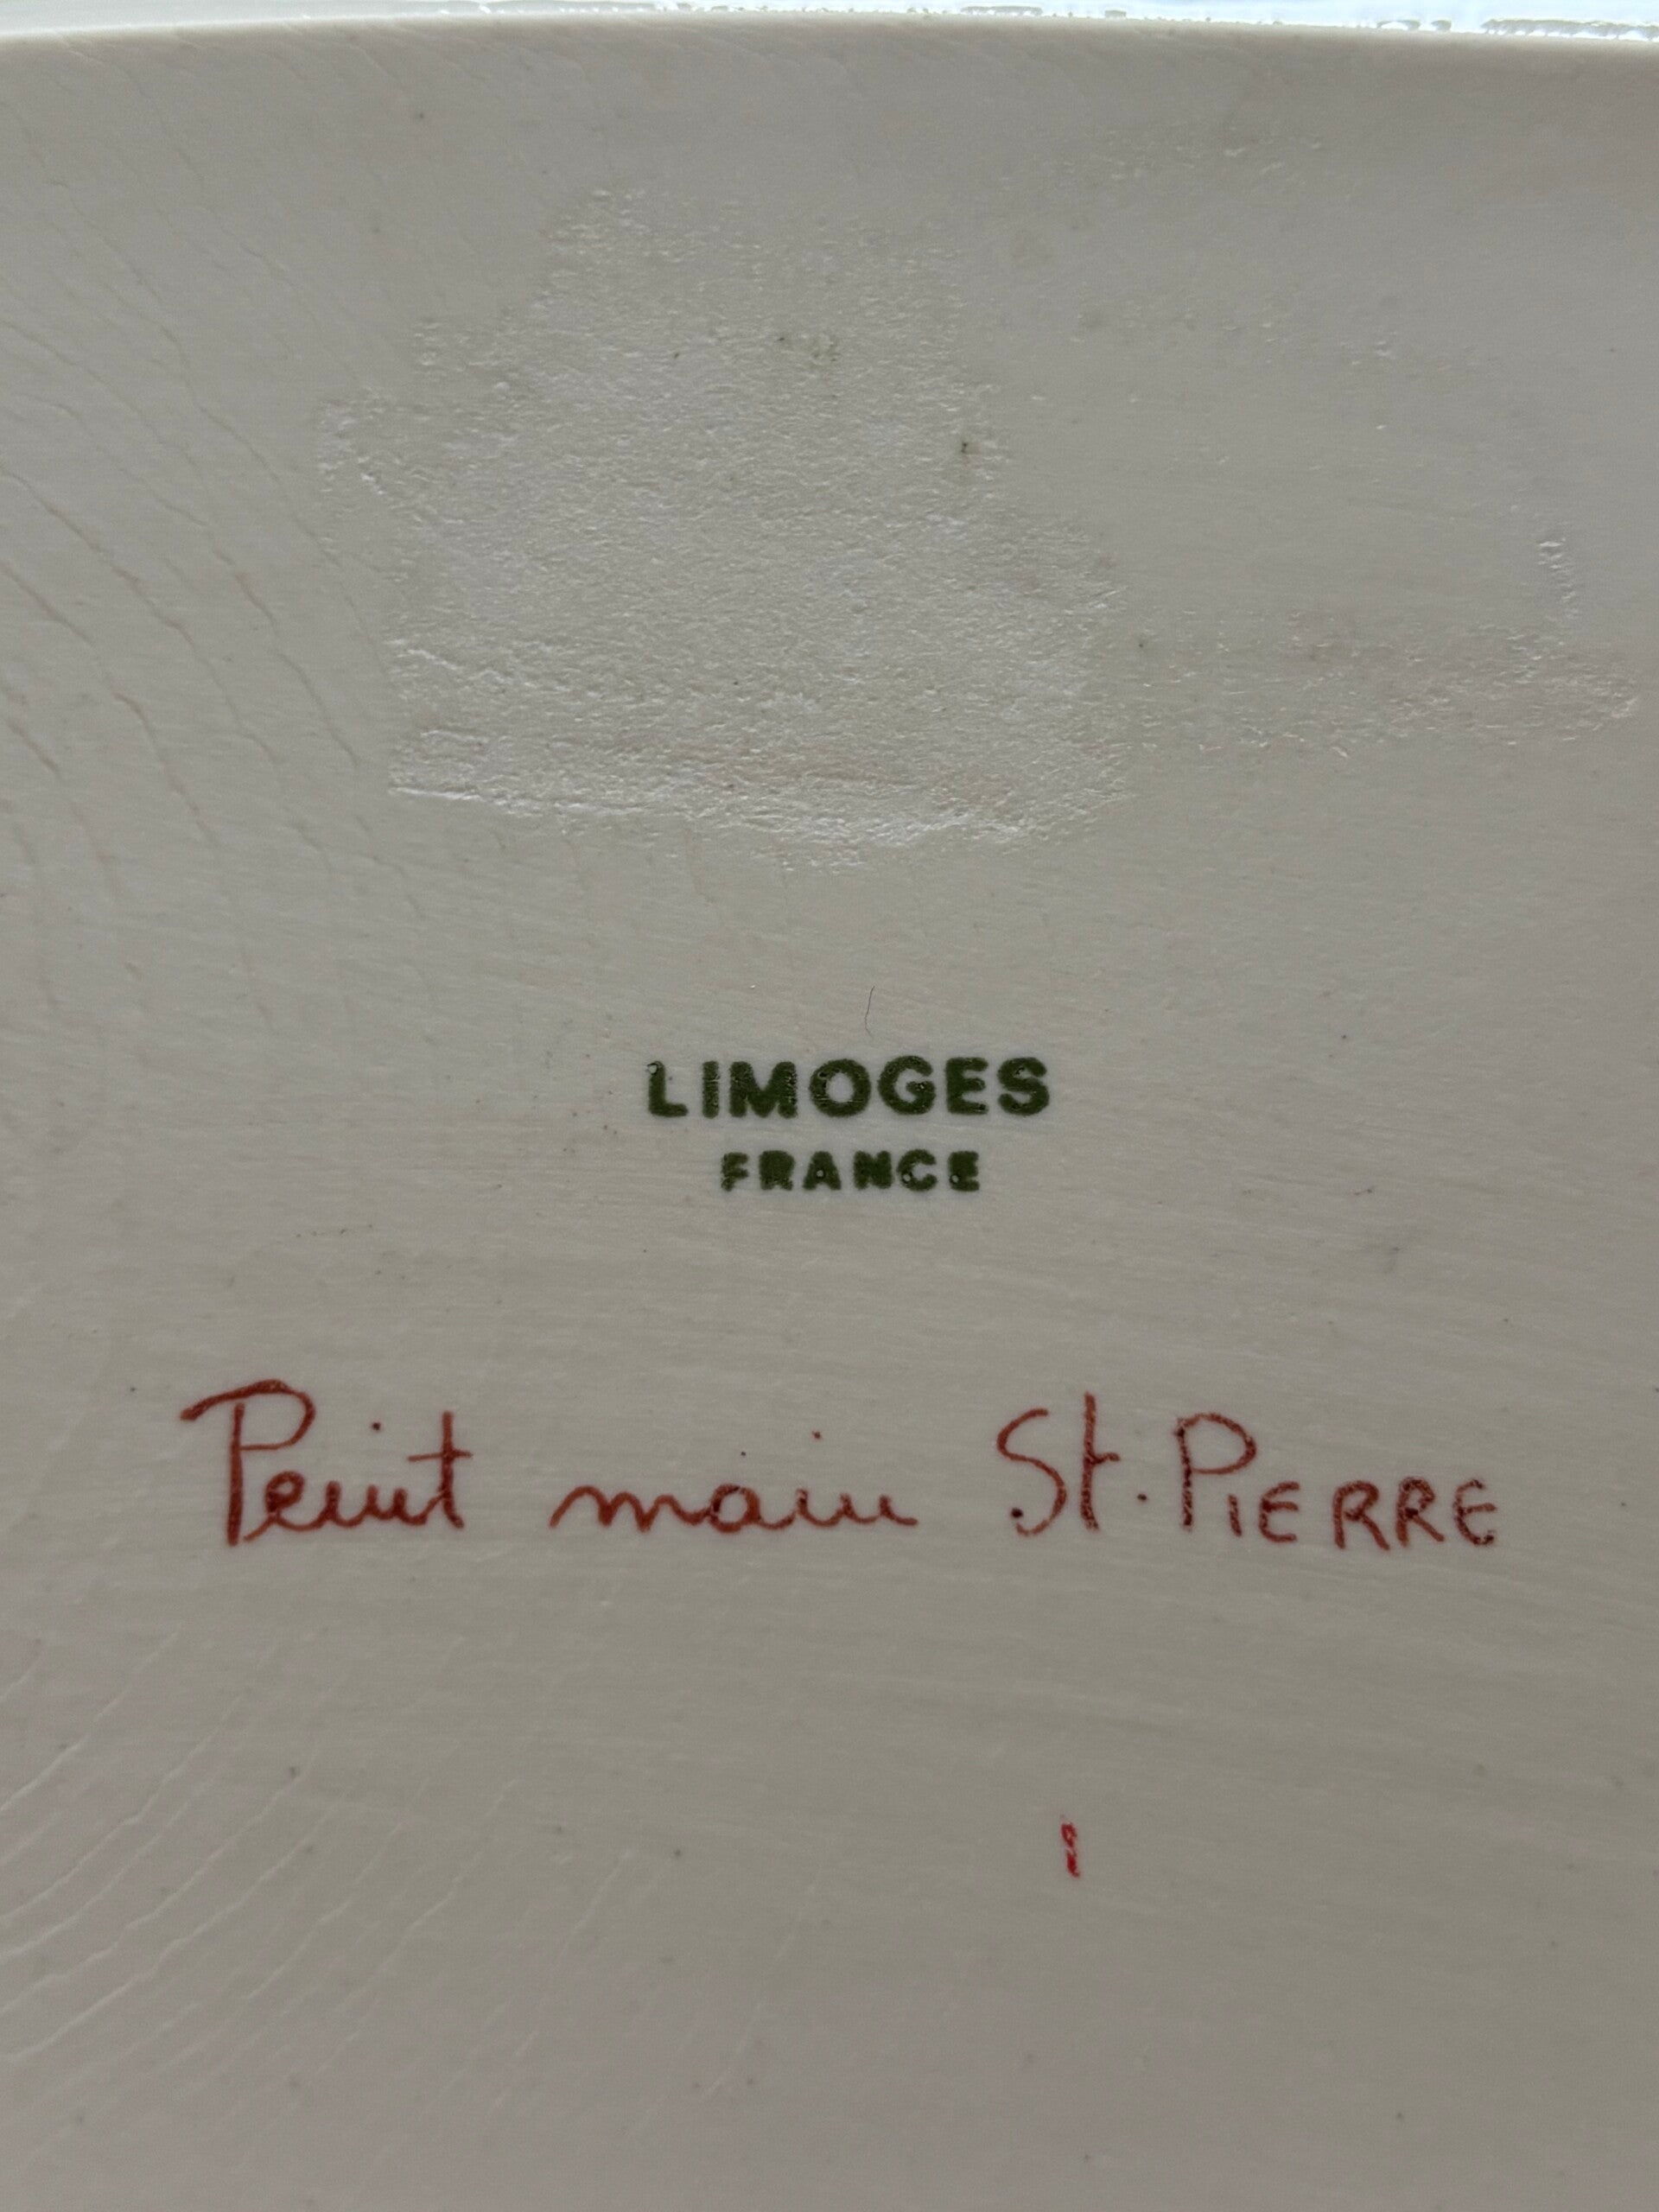 LIMOGES
FRANCE
Peint main St. PIERRE